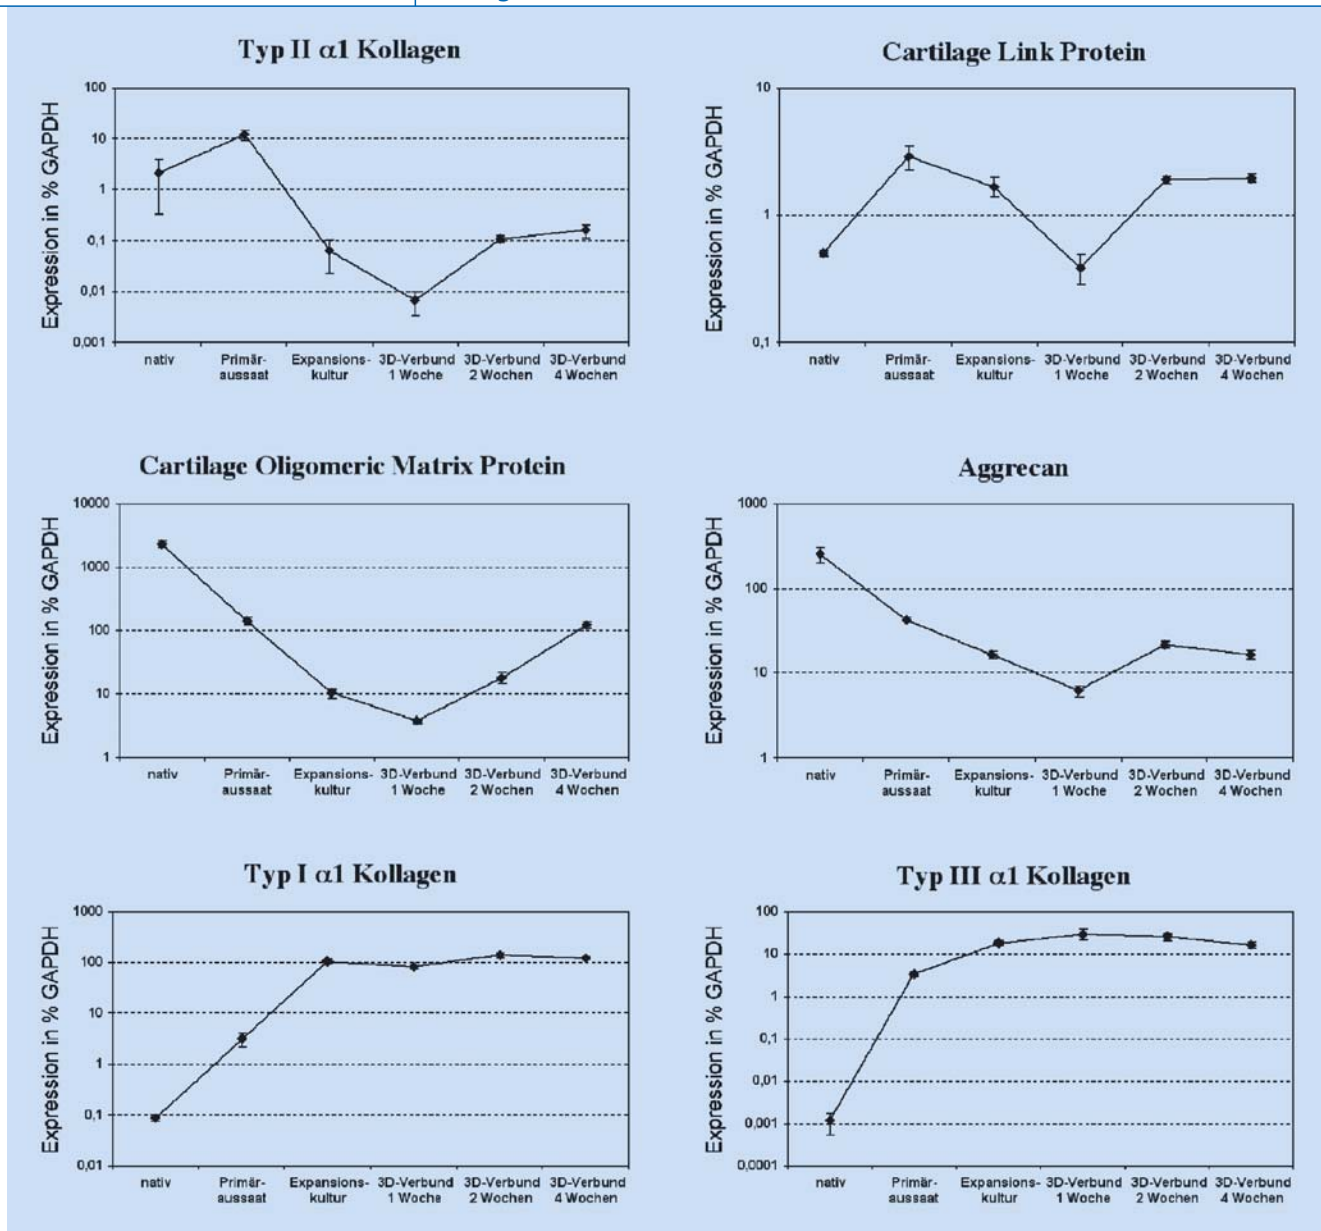 Typ II α1 Kollagen
Expression in % GAPDH
100
10
1
0,1
0,01
0,001
nativ Primär- Expansions- 3D-Verbund 3D-Verbund 3D-Verbund
aussaat kultur 1 Woche 2 Wochen 4 Wochen
Cartilage Link Protein
Expression in % GAPDH
10
1
0,1
nativ Primär- Expansions- 3D-Verbund 3D-Verbund 3D-Verbund
aussaat kultur 1 Woche 2 Wochen 4 Wochen
Cartilage Oligomeric Matrix Protein
Expression in % GAPDH
10000
1000
100
10
1
nativ Primär- Expansions- 3D-Verbund 3D-Verbund 3D-Verbund
aussaat kultur 1 Woche 2 Wochen 4 Wochen
Aggrecan
Expression in % GAPDH
1000
100
10
1
nativ Primär- Expansions- 3D-Verbund 3D-Verbund 3D-Verbund
aussaat kultur 1 Woche 2 Wochen 4 Wochen
Typ I α1 Kollagen
Expression in % GAPDH
1000
100
10
1
0,1
0,01
nativ Primär- Expansions- 3D-Verbund 3D-Verbund 3D-Verbund
aussaat kultur 1 Woche 2 Wochen 4 Wochen
Typ III α1 Kollagen
Expression in % GAPDH
100
10
1
0,1
0,01
0,001
0,0001
nativ Primär- Expansions- 3D-Verbund 3D-Verbund 3D-Verbund
aussaat kultur 1 Woche 2 Wochen 4 Wochen